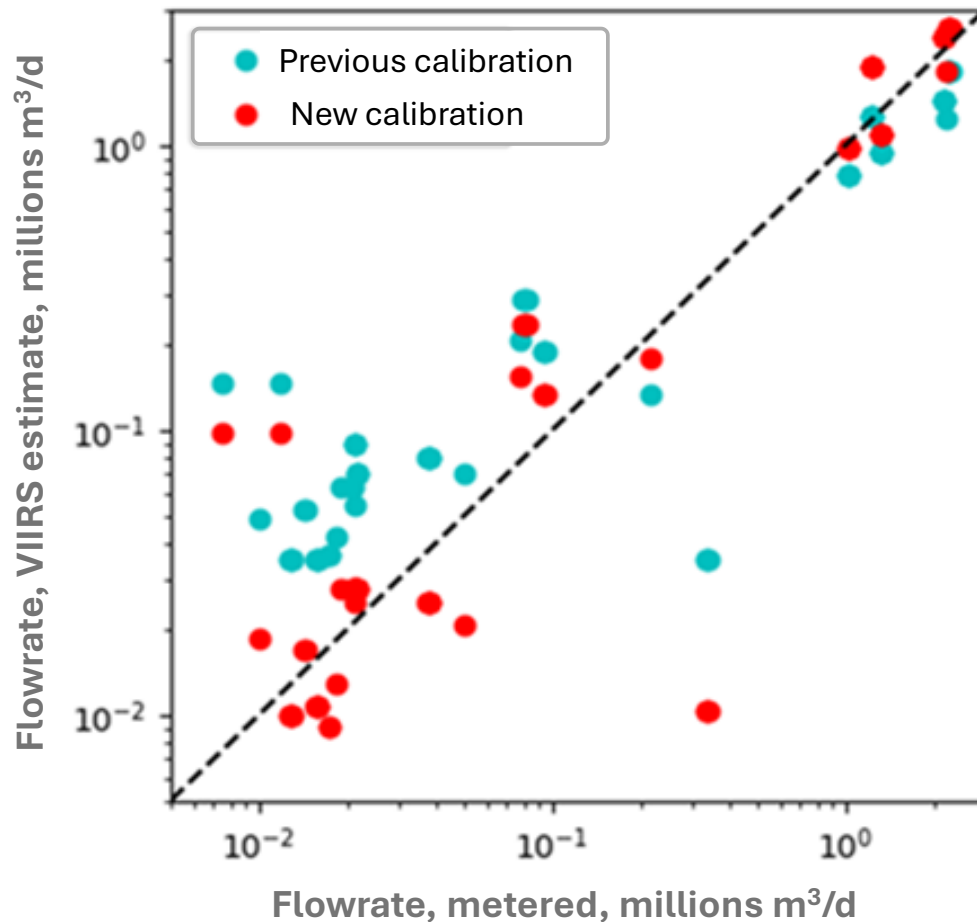 Previous calibration
New calibration
Flowrate, VIIRS estimate, millions m³/d
10⁰
10⁻¹
10⁻²
10⁻² 10⁻¹ 10⁰
Flowrate, metered, millions m³/d